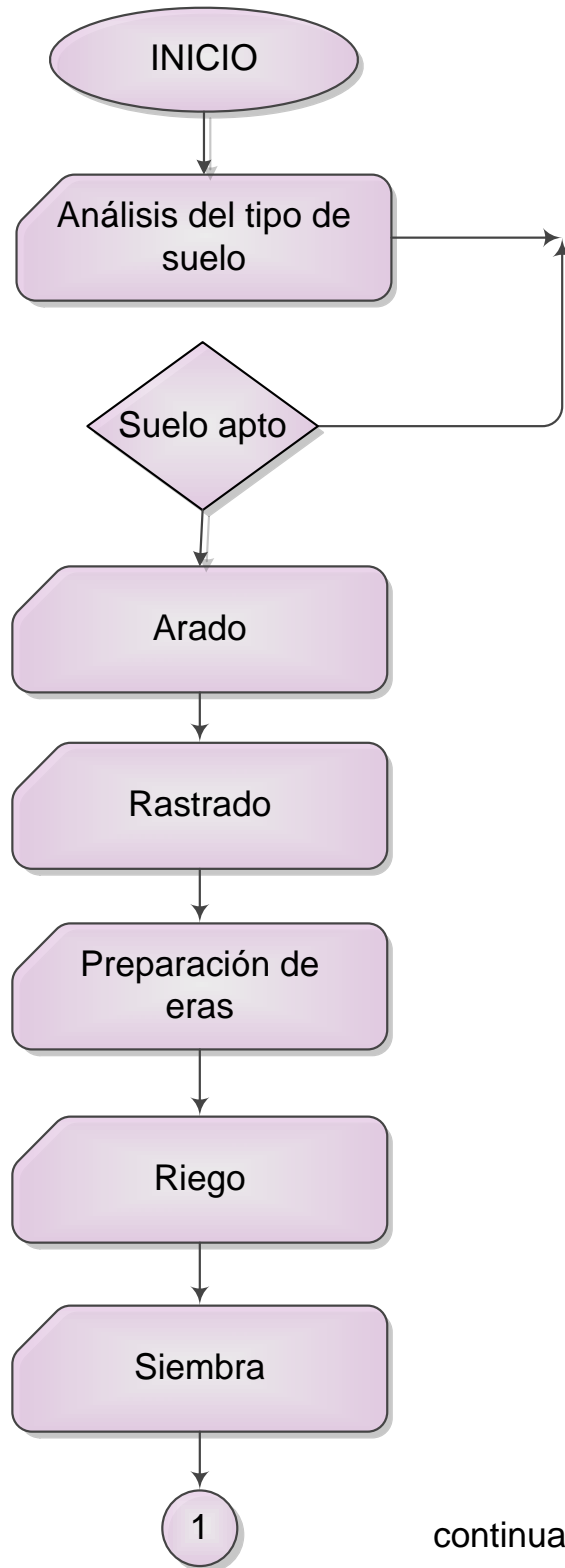 INICIO
Análisis del tipo de
suelo
Suelo apto
Arado
Rastrado
Preparación de
eras
Riego
Siembra
1
continua